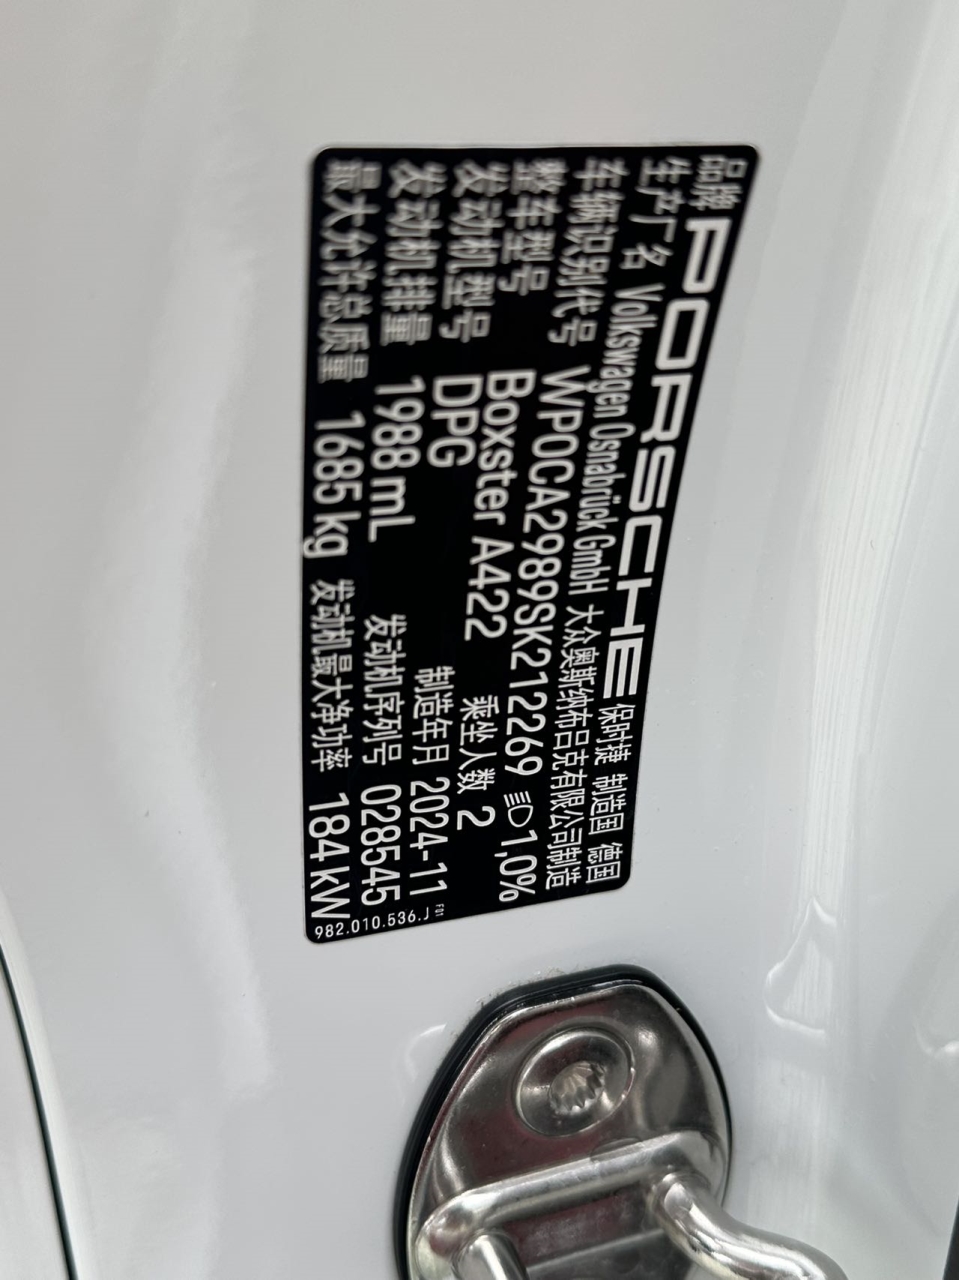 品牌 PORSCHE 保时捷 制造国 德国
生产厂名 Volkswagen Osnabrück GmbH 大众奥斯纳布吕克有限公司制造
车辆识别代号 WP0CA2989SK212269 1,0%
整车型号 Boxster A422 乘坐人数 2
发动机型号 DPG 制造年月 2024-11
发动机排量 1988 mL 发动机序列号 028545
最大允许总质量 1685 kg 发动机最大净功率 184 kW
982.010.536.J F01